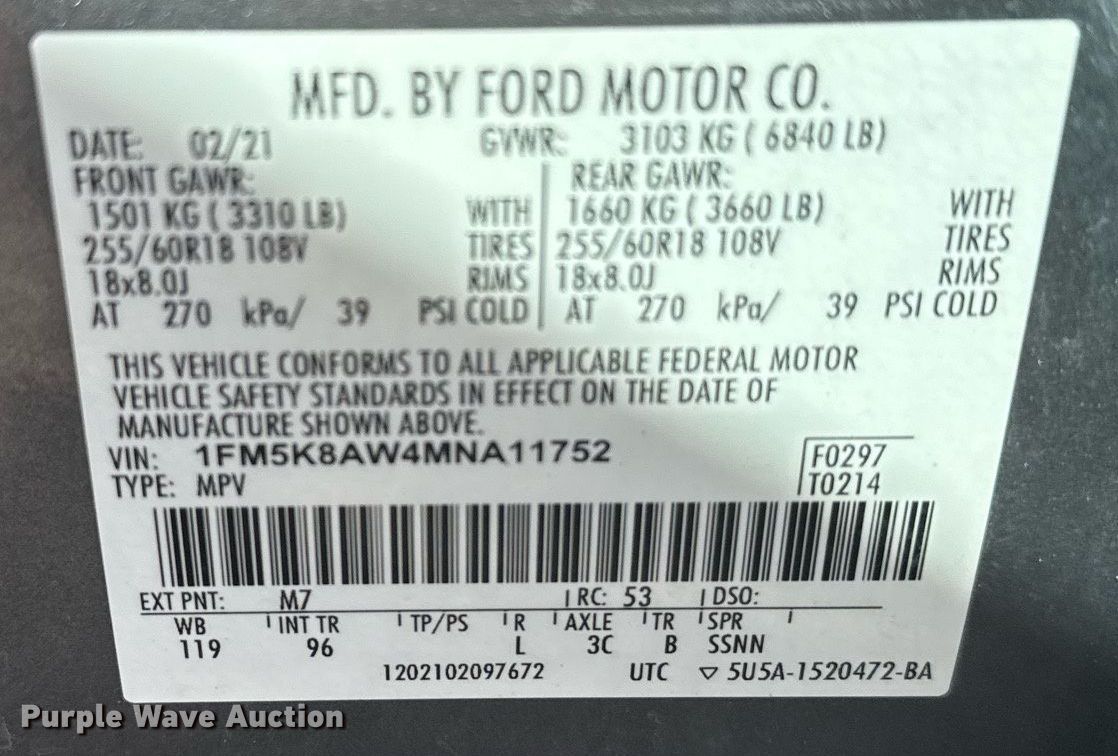 MFD. BY FORD MOTOR CO.
DATE: 02/21 GVWR: 3103 KG ( 6840 LB)
FRONT GAWR: REAR GAWR:
1501 KG ( 3310 LB) WITH 1660 KG ( 3660 LB) WITH
255/60R18 108V TIRES 255/60R18 108V TIRES
18x8.0J RIMS 18x8.0J RIMS
AT 270 kPa/ 39 PSI COLD AT 270 kPa/ 39 PSI COLD
THIS VEHICLE CONFORMS TO ALL APPLICABLE FEDERAL MOTOR
VEHICLE SAFETY STANDARDS IN EFFECT ON THE DATE OF
MANUFACTURE SHOWN ABOVE.
VIN: 1FM5K8AW4MNA11752 F0297
TYPE: MPV T0214
EXT PNT: M7 RC: 53 DSO:
WB INT TR TP/PS R AXLE TR SPR
119 96 L 3C B SSNN
1202102097672 UTC ▽ 5U5A-1520472-BA
Purple Wave Auction